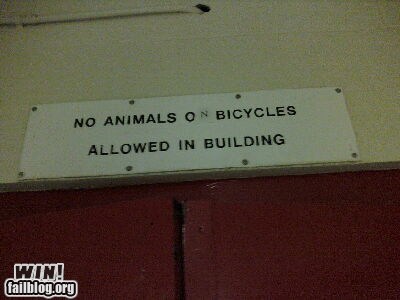 NO ANIMALS ON BICYCLES
ALLOWED IN BUILDING
WIN!
failblog.org